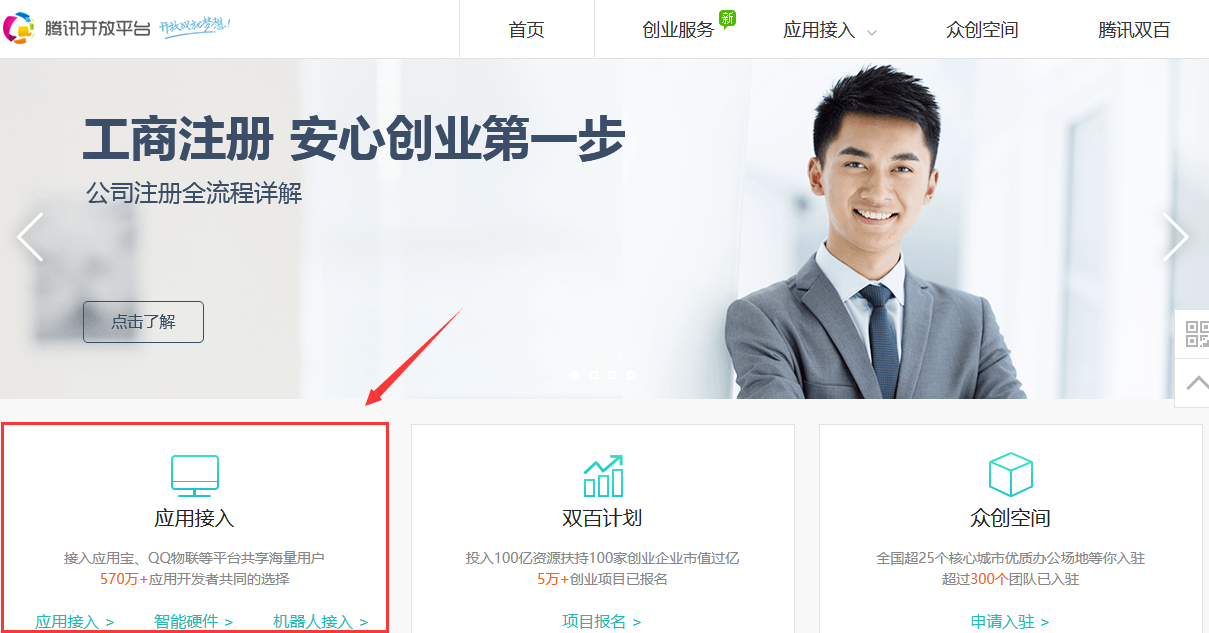 腾讯开放平台 开放成就梦想!
首页
创业服务 新
应用接入
众创空间
腾讯双百
工商注册 安心创业第一步
公司注册全流程详解
点击了解
应用接入
接入应用宝、QQ物联等平台共享海量用户
570万+应用开发者共同的选择
应用接入 > 智能硬件 > 机器人接入 >
双百计划
投入100亿资源扶持100家创业企业市值过亿
5万+创业项目已报名
项目报名 >
众创空间
全国超25个核心城市优质办公场地等你入驻
超过300个团队已入驻
申请入驻 >